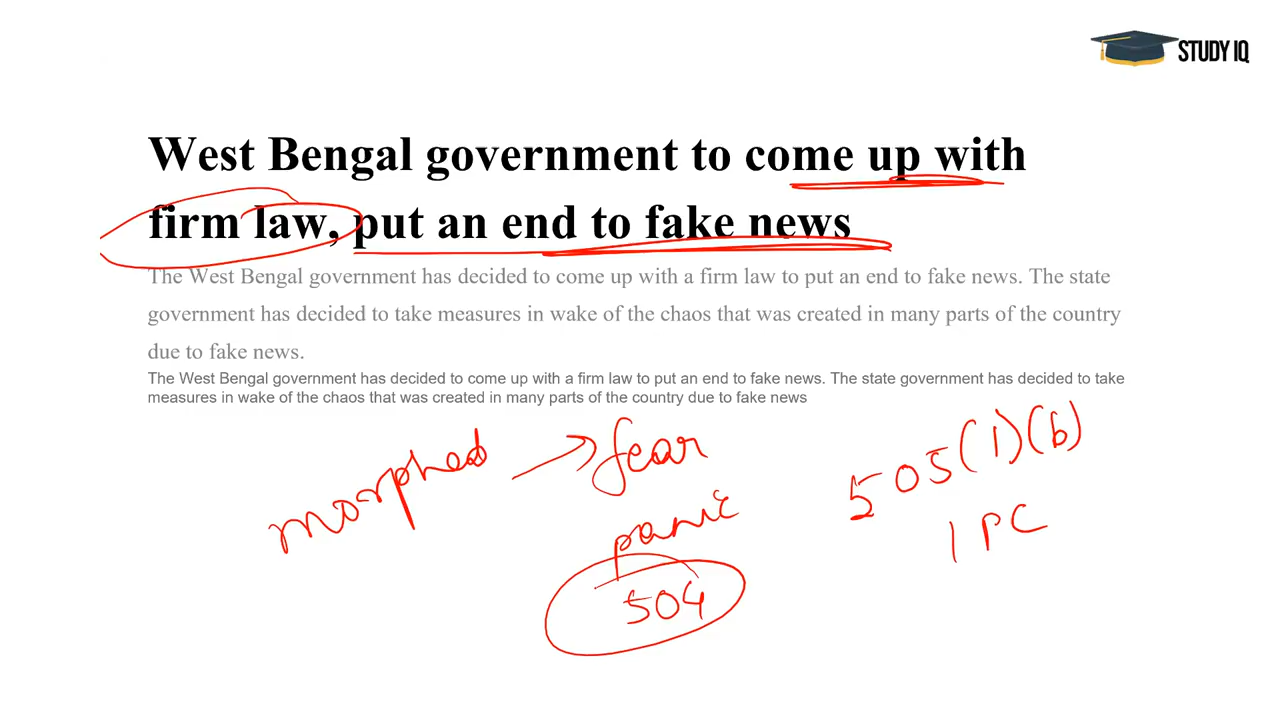 STUDY IQ
West Bengal government to come up with
firm law, put an end to fake news
The West Bengal government has decided to come up with a firm law to put an end to fake news. The state
government has decided to take measures in wake of the chaos that was created in many parts of the country
due to fake news.
The West Bengal government has decided to come up with a firm law to put an end to fake news. The state government has decided to take
measures in wake of the chaos that was created in many parts of the country due to fake news
morphed → fear
panic
504
505(1)(b)
IPC